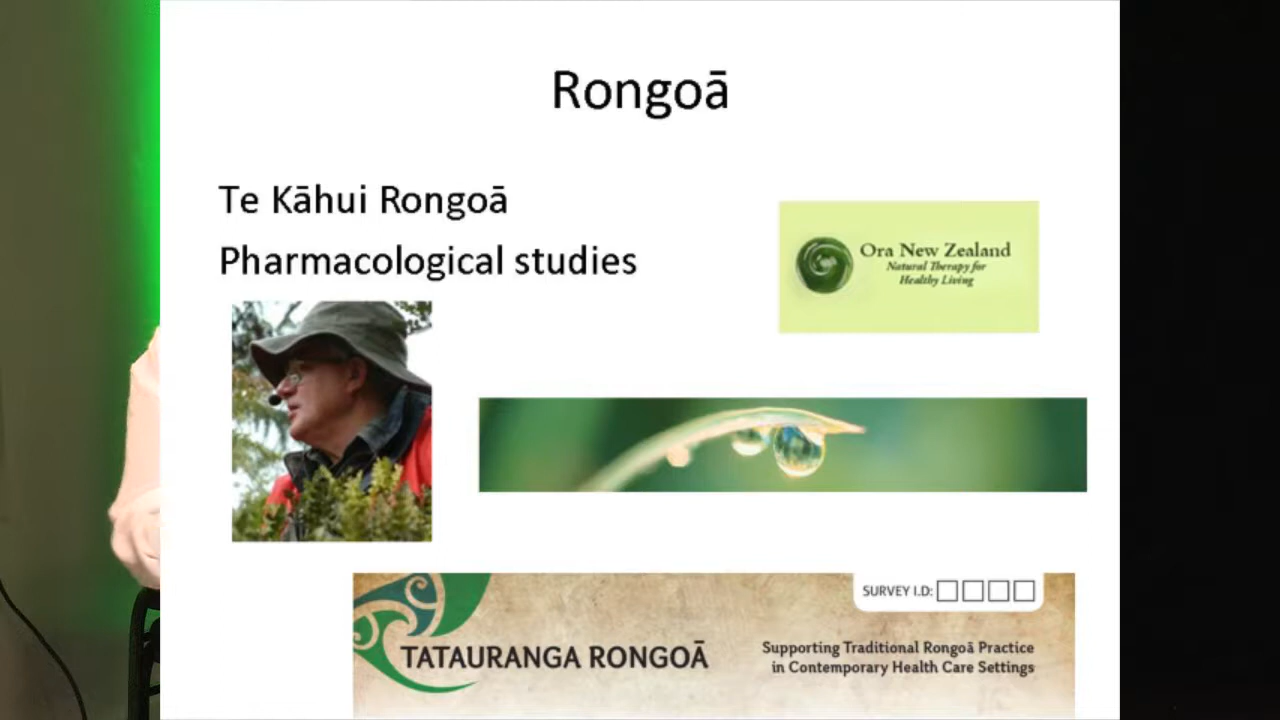 Rongoā
Te Kāhui Rongoā
Pharmacological studies
Ora New Zealand
Natural Therapy for
Healthy Living
SURVEY I.D:
TATAURANGA RONGOĀ
Supporting Traditional Rongoā Practice
in Contemporary Health Care Settings